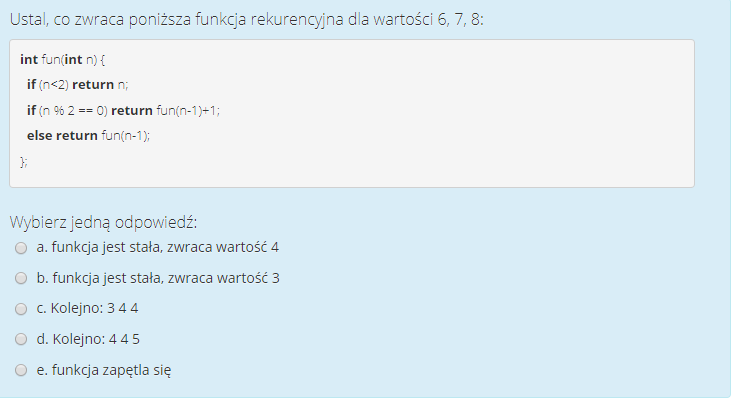 Ustal, co zwraca poniższa funkcja rekurencyjna dla wartości 6, 7, 8:
int fun(int n) {
if (n<2) return n;
if (n % 2 == 0) return fun(n-1)+1;
else return fun(n-1);
};
Wybierz jedną odpowiedź:
a. funkcja jest stała, zwraca wartość 4
b. funkcja jest stała, zwraca wartość 3
c. Kolejno: 3 4 4
d. Kolejno: 4 4 5
e. funkcja zapętla się